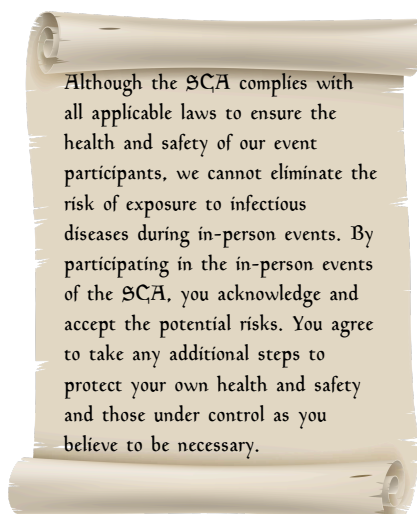 Although the SCA complies with
all applicable laws to ensure the
health and safety of our event
participants, we cannot eliminate the
risk of exposure to infectious
diseases during in-person events. By
participating in the in-person events
of the SCA, you acknowledge and
accept the potential risks. You agree
to take any additional steps to
protect your own health and safety
and those under control as you
believe to be necessary.